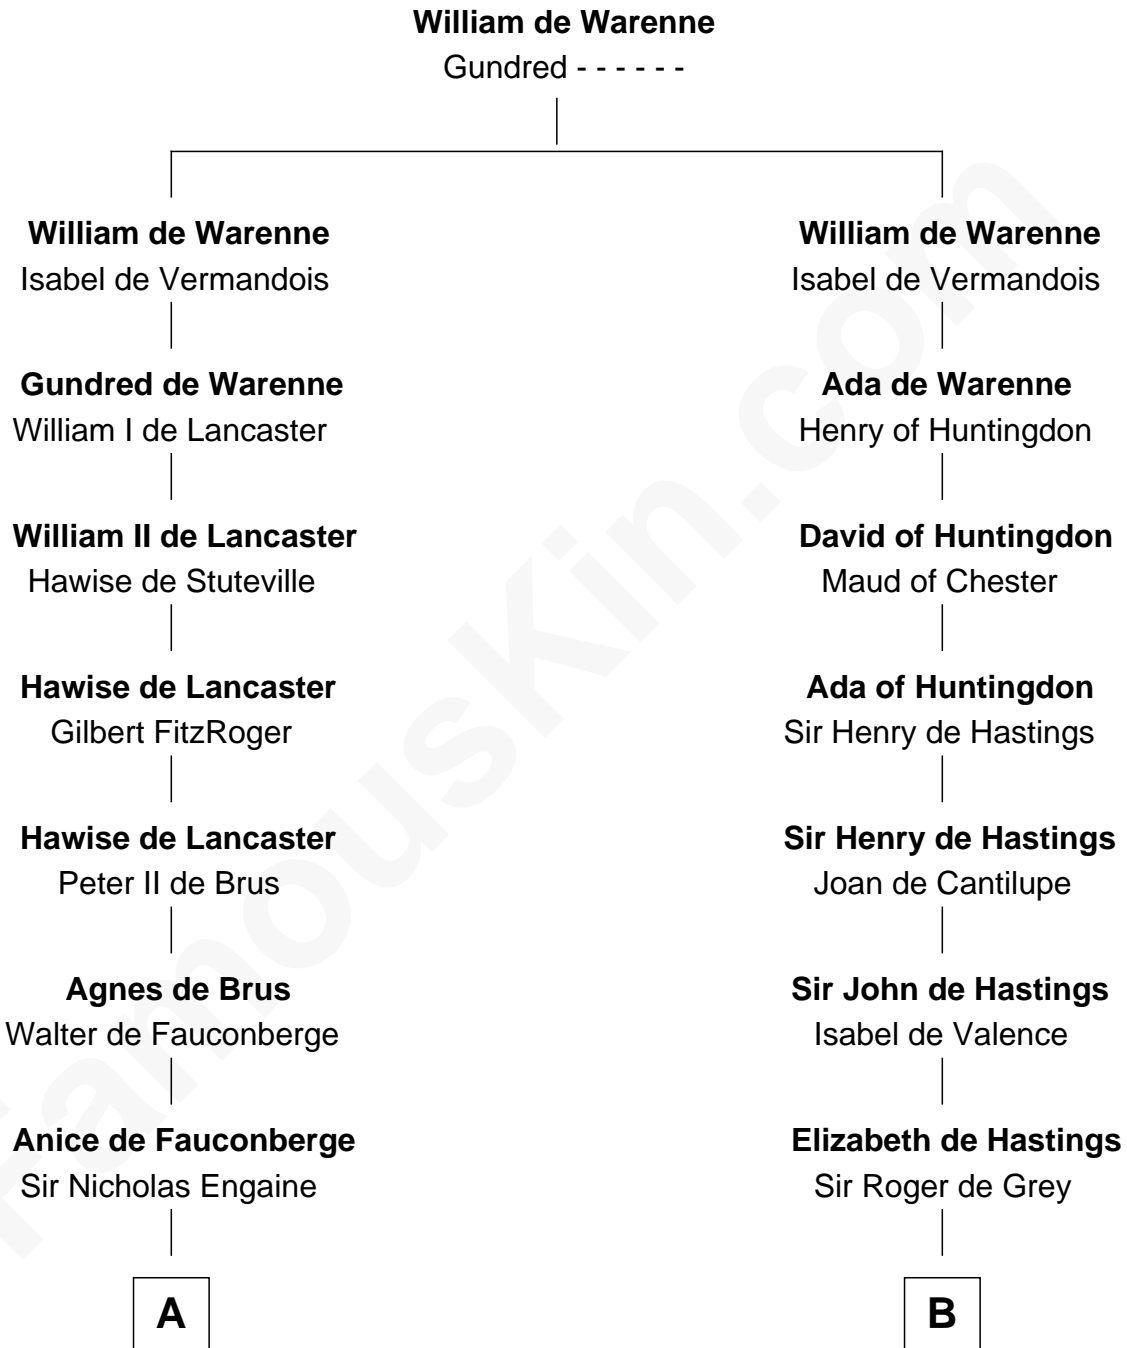 William de Warenne
Gundred - - - - - -
William de Warenne
Isabel de Vermandois
Gundred de Warenne
William I de Lancaster
William II de Lancaster
Hawise de Stuteville
Hawise de Lancaster
Gilbert FitzRoger
Hawise de Lancaster
Peter II de Brus
Agnes de Brus
Walter de Fauconberge
Anice de Fauconberge
Sir Nicholas Engaine
A
William de Warenne
Isabel de Vermandois
Ada de Warenne
Henry of Huntingdon
David of Huntingdon
Maud of Chester
Ada of Huntingdon
Sir Henry de Hastings
Sir Henry de Hastings
Joan de Cantilupe
Sir John de Hastings
Isabel de Valence
Elizabeth de Hastings
Sir Roger de Grey
B
FamousKin.com